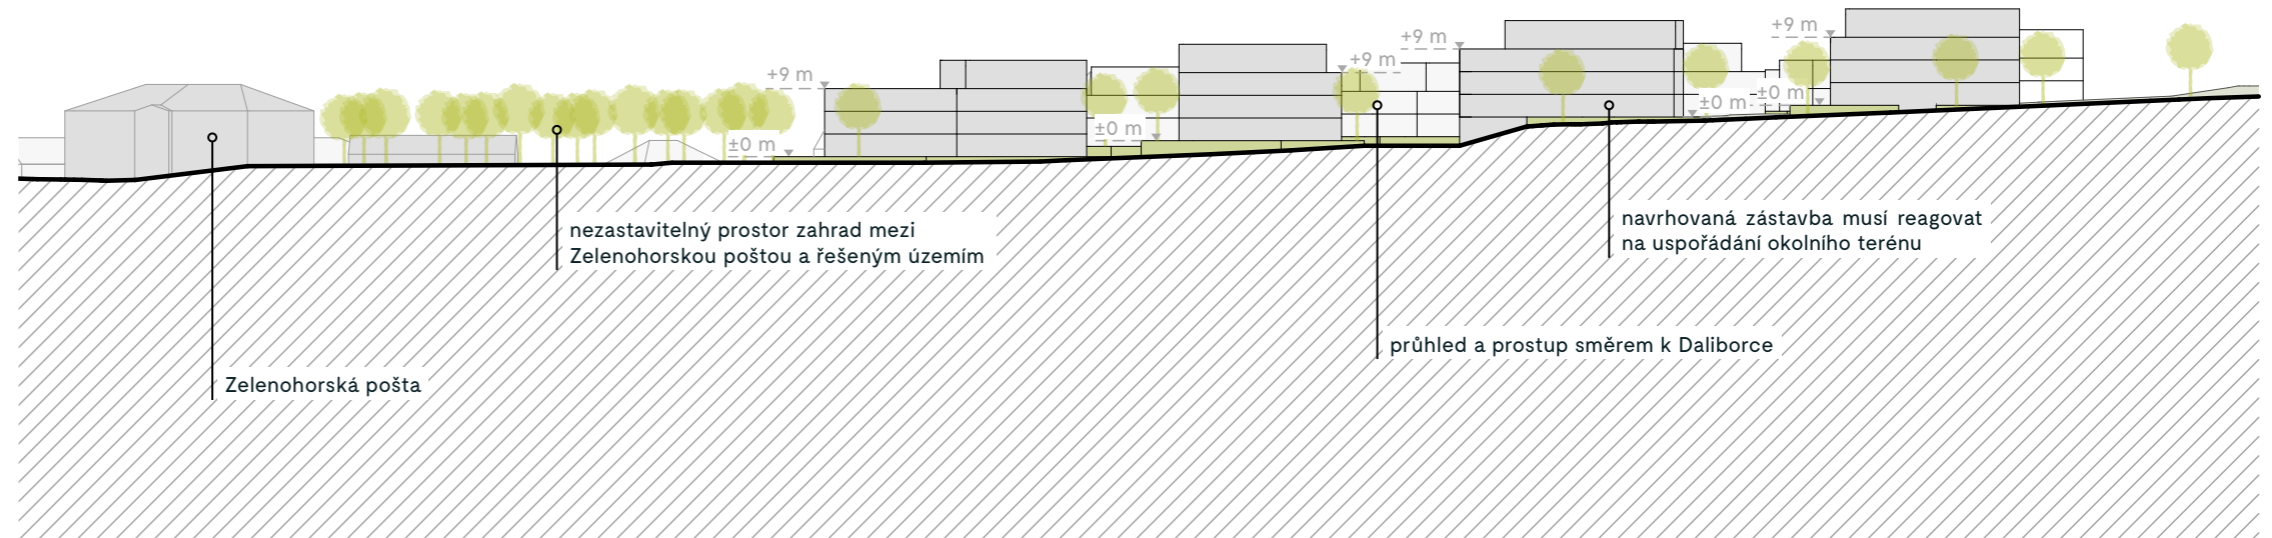 +9 m
±0 m
±0 m
+9 m
+9 m
±0 m
±0 m
+9 m
nezastavitelný prostor zahrad mezi
Zelenohorskou poštou a řešeným územím
navrhovaná zástavba musí reagovat
na uspořádání okolního terénu
průhled a prostup směrem k Daliborce
Zelenohorská pošta